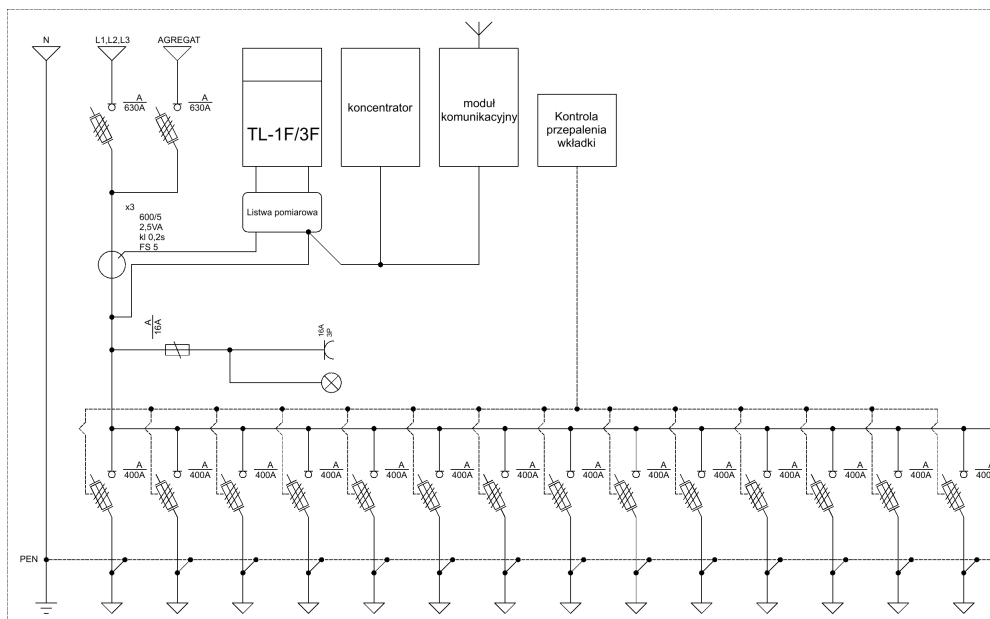 N
L1,L2,L3
AGREGAT
A
630A
A
630A
TL-1F/3F
koncentrator
moduł
komunikacyjny
Kontrola
przepalenia
wkładki
x3
600/5
2,5VA
kl 0,2s
FS 5
Listwa pomiarowa
A
16A
16A
3P
A
400A
A
400A
A
400A
A
400A
A
400A
A
400A
A
400A
A
400A
A
400A
A
400A
A
400A
A
400A
A
400A
A
400A
PEN